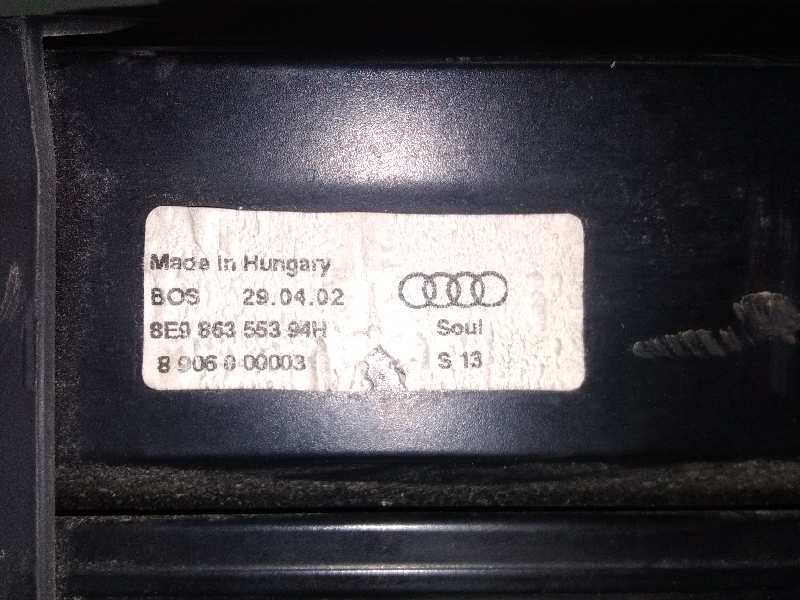 Made in Hungary
BOS 29.04.02
8E9 863 553 94H
Soul
8 906 0 00003
S 13